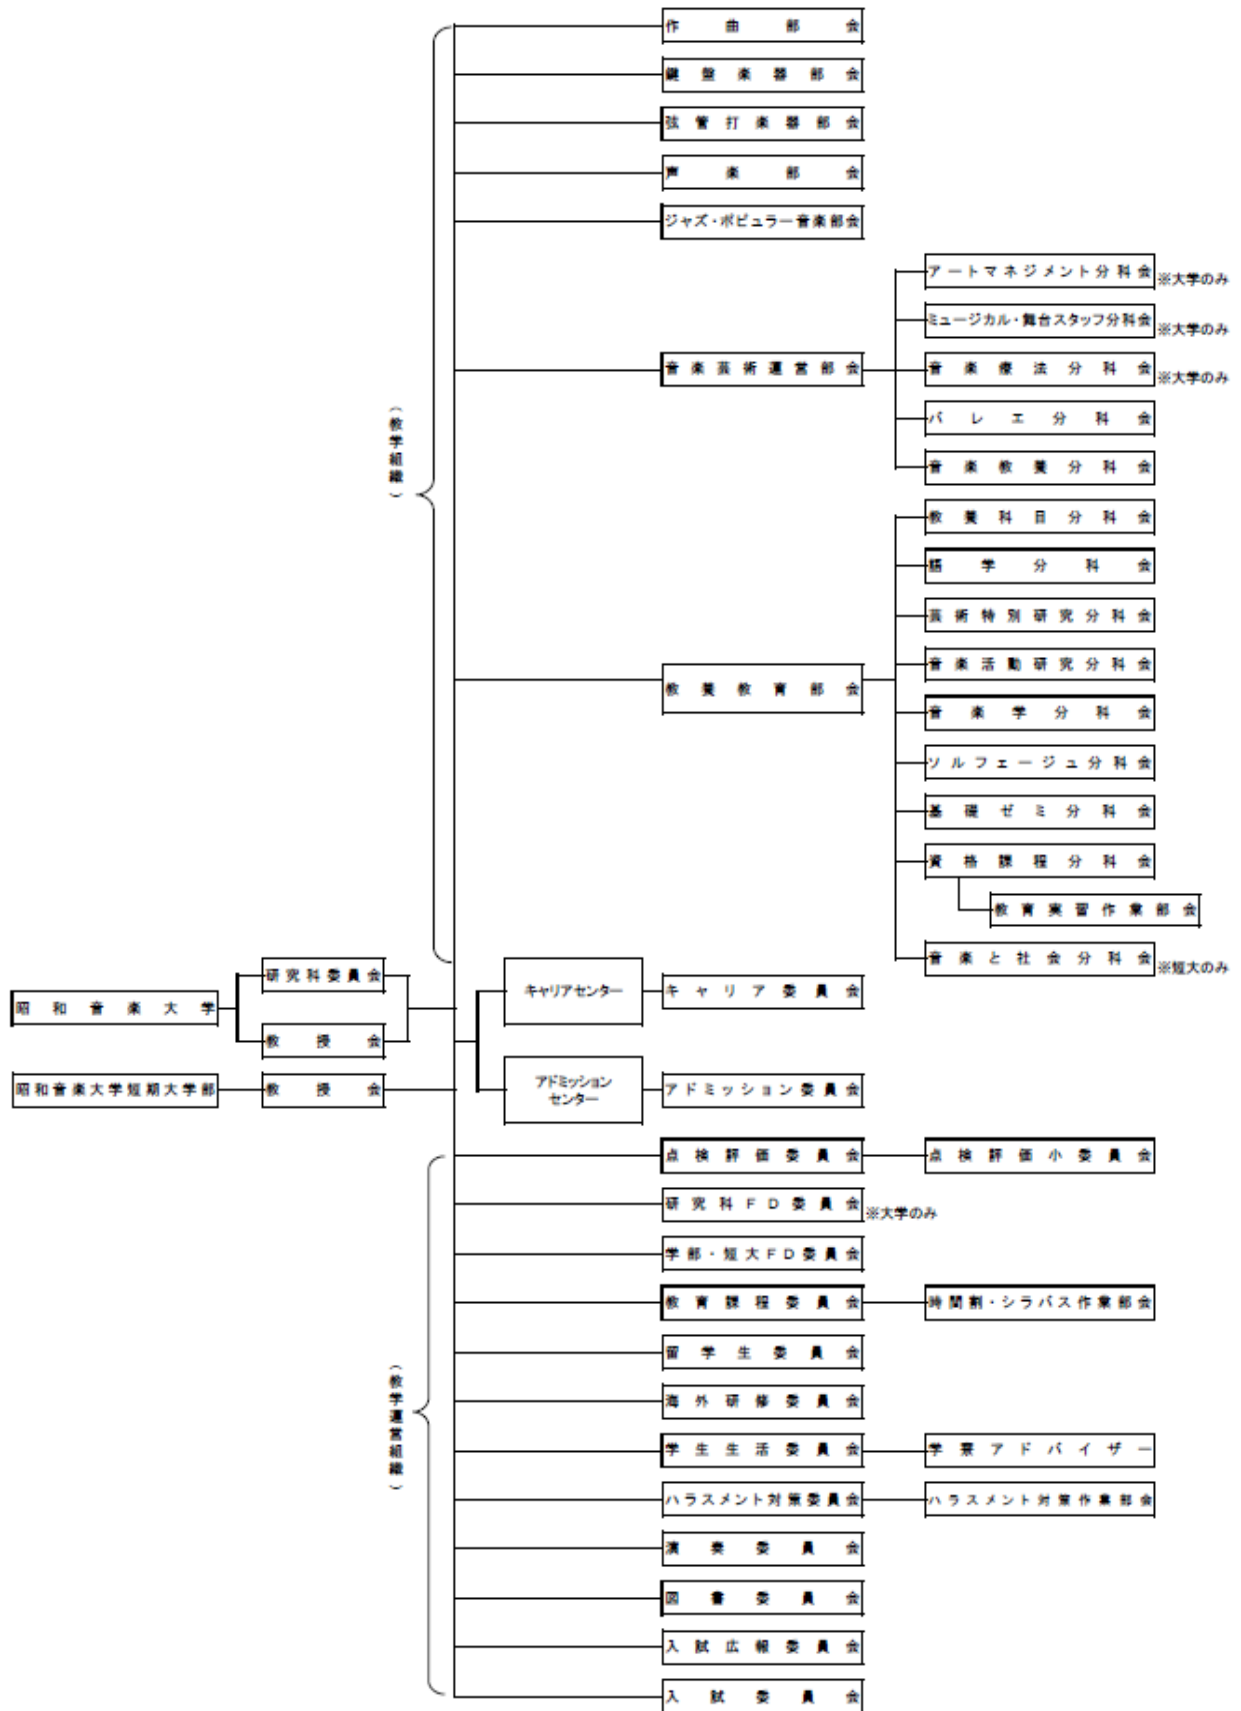 作曲部会
鍵盤楽器部会
弦管打楽器部会
声楽部会
ジャズ・ポピュラー音楽部会
アートマネジメント分科会 ※大学のみ
ミュージカル・舞台スタッフ分科会 ※大学のみ
音楽芸術運営部会
音楽療法分科会 ※大学のみ
バレエ分科会
音楽教養分科会
（教学組織）
教養科目分科会
語学分科会
芸術特別研究分科会
音楽活動研究分科会
教養教育部会
音楽学分科会
ソルフェージュ分科会
基礎ゼミ分科会
資格課程分科会
教育実習作業部会
音楽と社会分科会 ※短大のみ
昭和音楽大学
研究科委員会
教授会
キャリアセンター
キャリア委員会
昭和音楽大学短期大学部
教授会
アドミッション
センター
アドミッション委員会
点検評価委員会
点検評価小委員会
研究科ＦＤ委員会 ※大学のみ
学部・短大ＦＤ委員会
教育課程委員会
時間割・シラバス作業部会
留学生委員会
海外研修委員会
（教学運営組織）
学生生活委員会
学寮アドバイザー
ハラスメント対策委員会
ハラスメント対策作業部会
演奏委員会
図書委員会
入試広報委員会
入試委員会